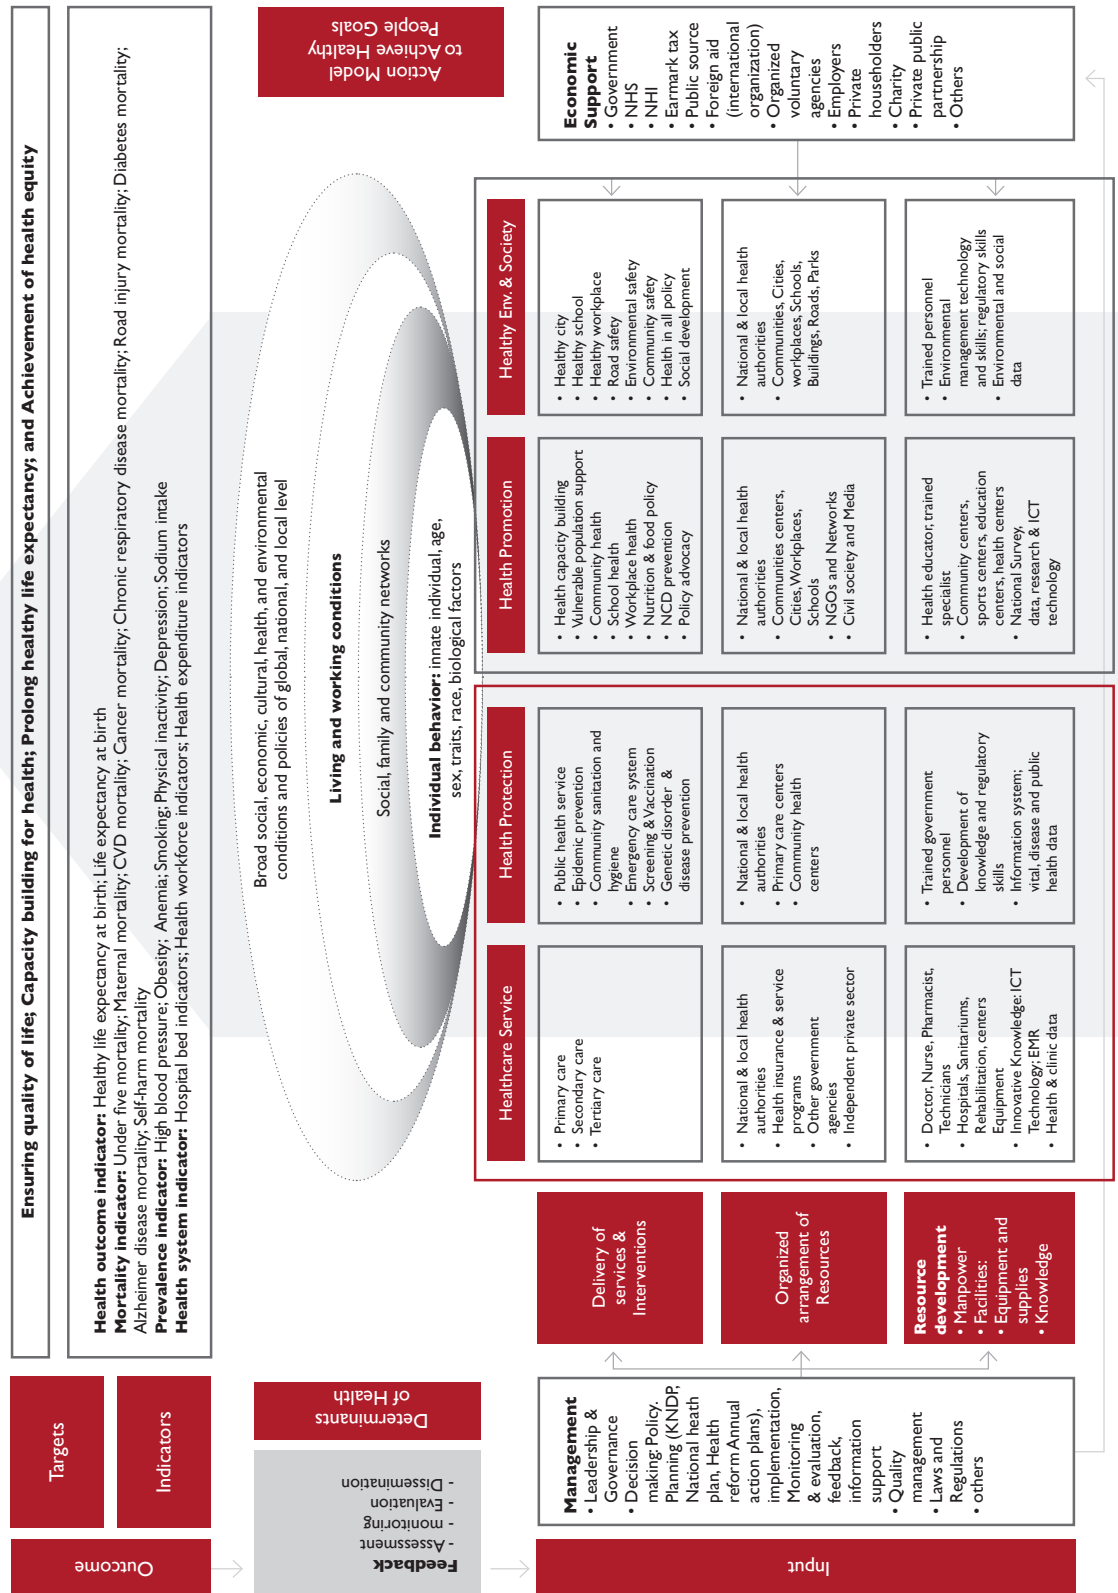 Outcome
Targets
Ensuring quality of life; Capacity building for health; Prolong healthy life expectancy; and Achievement of health equity
Indicators
Health outcome indicator: Healthy life expectancy at birth; Life expectancy at birth
Mortality indicator: Under five mortality; Maternal mortality; CVD mortality; Cancer mortality; Chronic respiratory disease mortality; Road injury mortality; Diabetes mortality;
Alzheimer disease mortality; Self-harm mortality
Prevalence indicator: High blood pressure; Obesity; Anemia; Smoking; Physical inactivity; Depression; Sodium intake
Health system indicator: Hospital bed indicators; Health workforce indicators; Health expenditure indicators
Feedback
- Assessment
- monitoring
- Evaluation
- Dissemination
Determinants
of Health
Broad social, economic, cultural, health, and environmental
conditions and policies of global, national, and local level
Living and working conditions
Social, family and community networks
Individual behavior: innate individual, age,
sex, traits, race, biological factors
Action Model
to Achieve Healthy
People Goals
Input
Management
• Leadership &
Governance
• Decision
making: Policy,
Planning (KNDP,
National heath
plan, Health
reform Annual
action plans),
implementation,
Monitoring
& evaluation,
feedback,
information
support
• Quality
management
• Laws and
Regulations
• others
Healthcare Service
Health Protection
Health Promotion
Healthy Env. & Society
Delivery of
services &
Interventions
• Primary care
• Secondary care
• Tertiary care
• Public health service
• Epidemic prevention
• Community sanitation and
hygiene
• Emergency care system
• Screening & Vaccination
• Genetic disorder &
disease prevention
• Health capacity building
• Vulnerable population support
• Community health
• School health
• Workplace health
• Nutrition & food policy
• NCD prevention
• Policy advocacy
• Healthy city
• Healthy school
• Healthy workplace
• Road safety
• Environmental safety
• Community safety
• Health in all policy
• Social development
Organized
arrangement of
Resources
• National & local health
authorities
• Health insurance & service
programs
• Other government
agencies
• Independent private sector
• National & local health
authorities
• Primary care centers
• Community health
centers
• National & local health
authorities
• Communities centers,
Cities, Workplaces,
Schools
• NGOs and Networks
• Civil society and Media
• National & local health
authorities
• Communities, Cities,
workplaces, Schools,
Buildings, Roads, Parks
Resource
development
• Manpower
• Facilities:
• Equipment and
supplies
• Knowledge
• Doctor, Nurse, Pharmacist,
Technicians
• Hospitals, Sanitariums,
Rehabilitation, centers
Equipment
• Innovative Knowledge: ICT
Technology; EMR
• Health & clinic data
• Trained government
personnel
• Development of
knowledge and regulatory
skills
• Information system;
vital, disease and public
health data
• Health educator, trained
specialist
• Community centers,
sports centers, education
centers, health centers
• National Survey,
data, research & ICT
technology
• Trained personnel
• Environmental
management technology
and skills; regulatory skills
• Environmental and social
data
Economic
Support
• Government
• NHS
• NHI
• Earmark tax
• Public source
• Foreign aid
(international
organization)
• Organized
voluntary
agencies
• Employers
• Private
householders
• Charity
• Private public
partnership
• Others